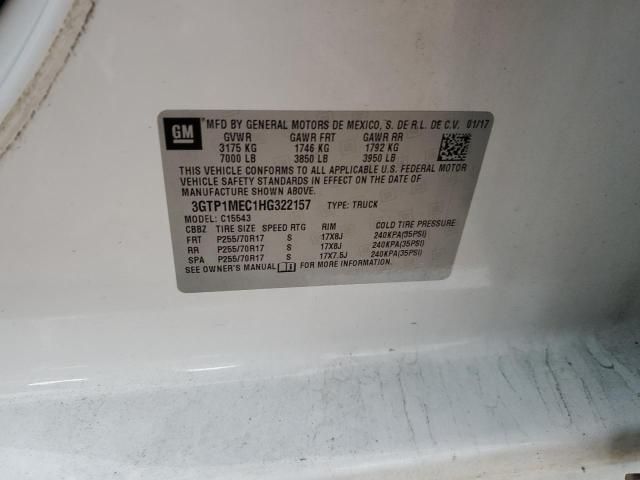 GM
MFD BY GENERAL MOTORS DE MEXICO, S. DE R.L. DE C.V. 01/17
GVWR GAWR FRT GAWR RR
3175 KG 1746 KG 1792 KG
7000 LB 3850 LB 3950 LB
THIS VEHICLE CONFORMS TO ALL APPLICABLE U.S. FEDERAL MOTOR
VEHICLE SAFETY STANDARDS IN EFFECT ON THE DATE OF
MANUFACTURE SHOWN ABOVE.
3GTP1MEC1HG322157 TYPE: TRUCK
MODEL: C15543
CBBZ TIRE SIZE SPEED RTG RIM COLD TIRE PRESSURE
FRT P255/70R17 S 17X8J 240KPA(35PSI)
RR P255/70R17 S 17X8J 240KPA(35PSI)
SPA P255/70R17 S 17X7.5J 240KPA(35PSI)
SEE OWNER'S MANUAL FOR MORE INFORMATION.